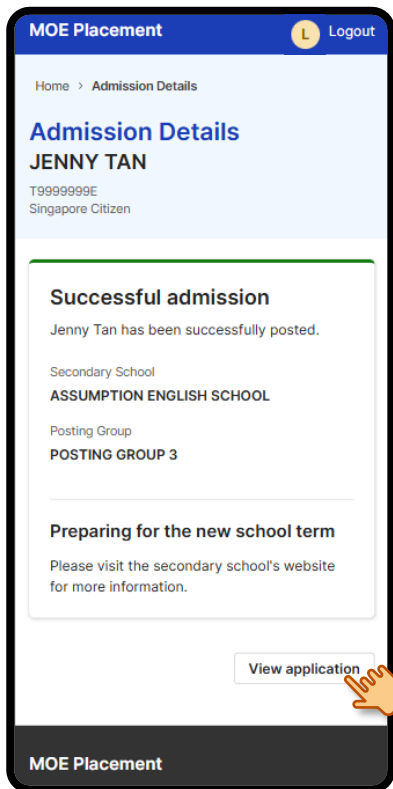 MOE Placement
L Logout
Home > Admission Details
Admission Details
JENNY TAN
T9999999E
Singapore Citizen
Successful admission
Jenny Tan has been successfully posted.
Secondary School
ASSUMPTION ENGLISH SCHOOL
Posting Group
POSTING GROUP 3
Preparing for the new school term
Please visit the secondary school's website
for more information.
View application
MOE Placement